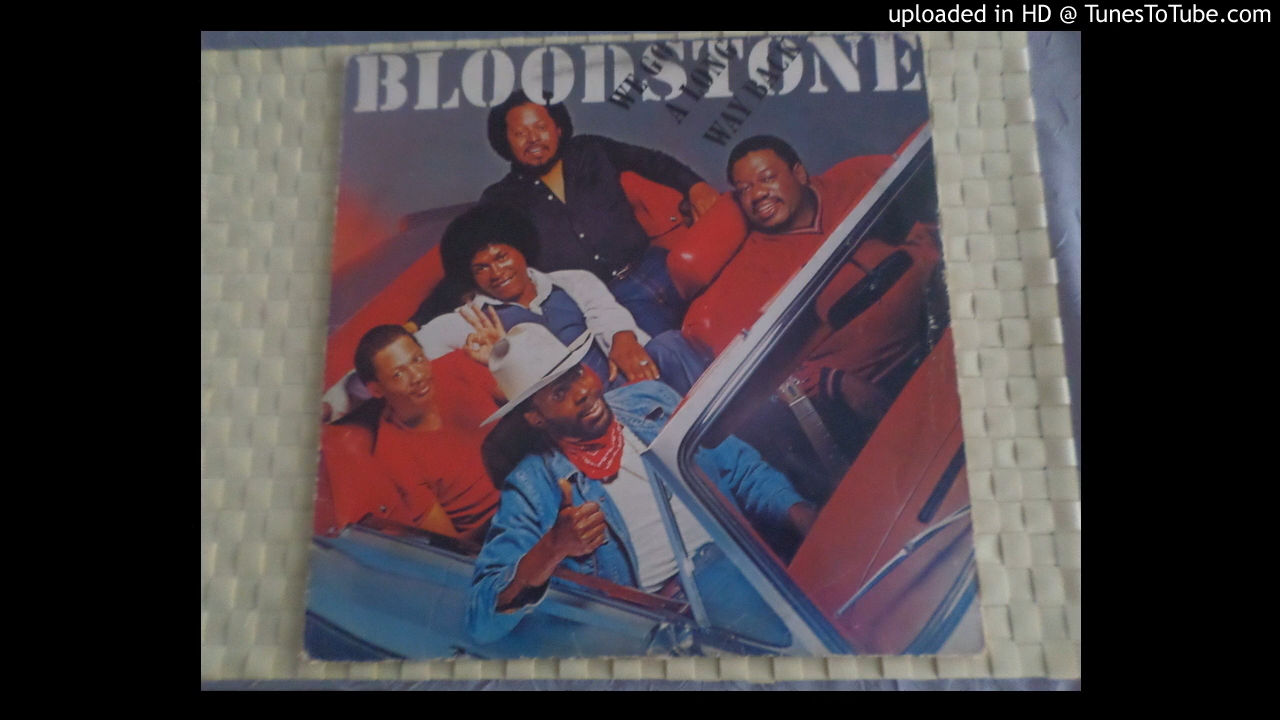 uploaded in HD @ TunesToTube.com
BLOODSTONE
WE GO
A LONG
WAY BACK